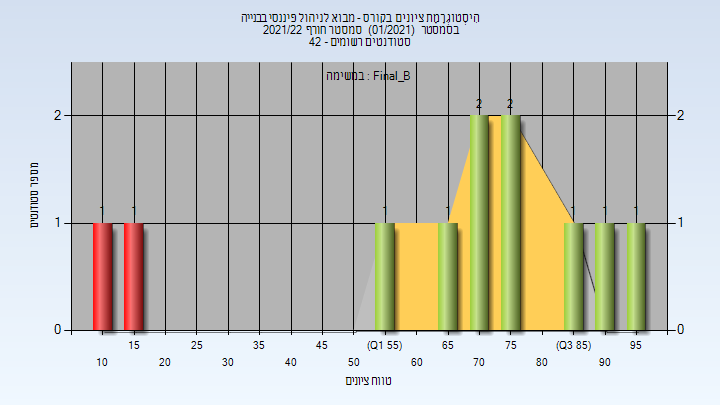 היסטוגרמת ציונים בקורס - מבוא לניהול פיננסי בבנייה
בסמסטר (01/2021) סמסטר חורף 2021/22
סטודנטים רשומים - 42
במשימה : Final_B
2 2
2 2
מספר סטודנטים
1 1 1 1 1 1 1
1 1
0 0
15 25 35 45 (Q1 55) 65 75 (Q3 85) 95
10 20 30 40 50 60 70 80 90
טווח ציונים